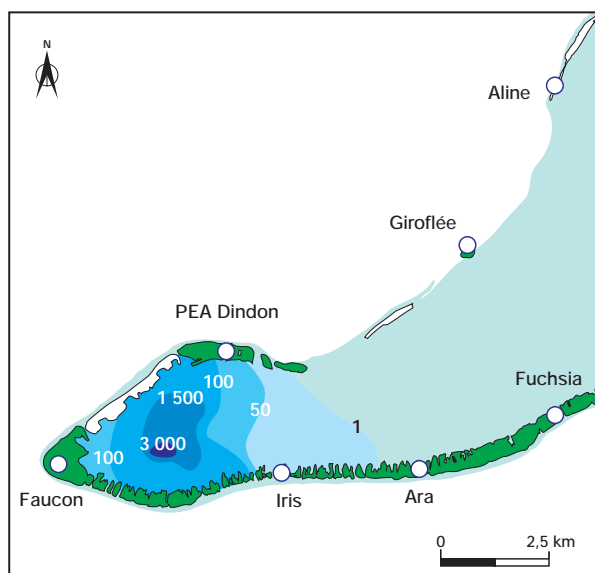 N
Aline
Giroflée
PEA Dindon
100
1 500
50
Fuchsia
1
3 000
100
Faucon
Iris
Ara
0 2,5 km